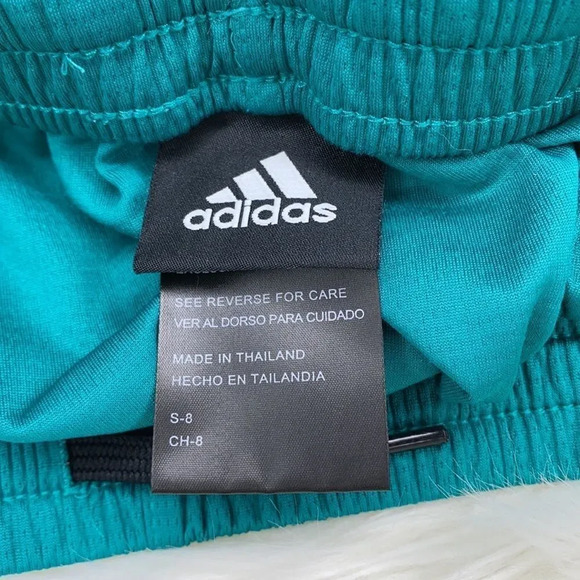 adidas
SEE REVERSE FOR CARE
VER AL DORSO PARA CUIDADO
MADE IN THAILAND
HECHO EN TAILANDIA
S-8
CH-8